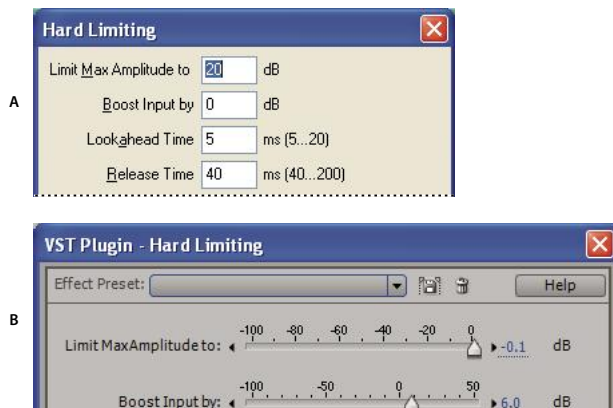 A
Hard Limiting
Limit Max Amplitude to 20 dB
Boost Input by 0 dB
Lookahead Time 5 ms (5...20)
Release Time 40 ms (40...200)
B
VST Plugin - Hard Limiting
Effect Preset: Help
-100 -80 -60 -40 -20 0
Limit MaxAmplitude to: -0.1 dB
-100 -50 0 50
Boost Input by: 6.0 dB